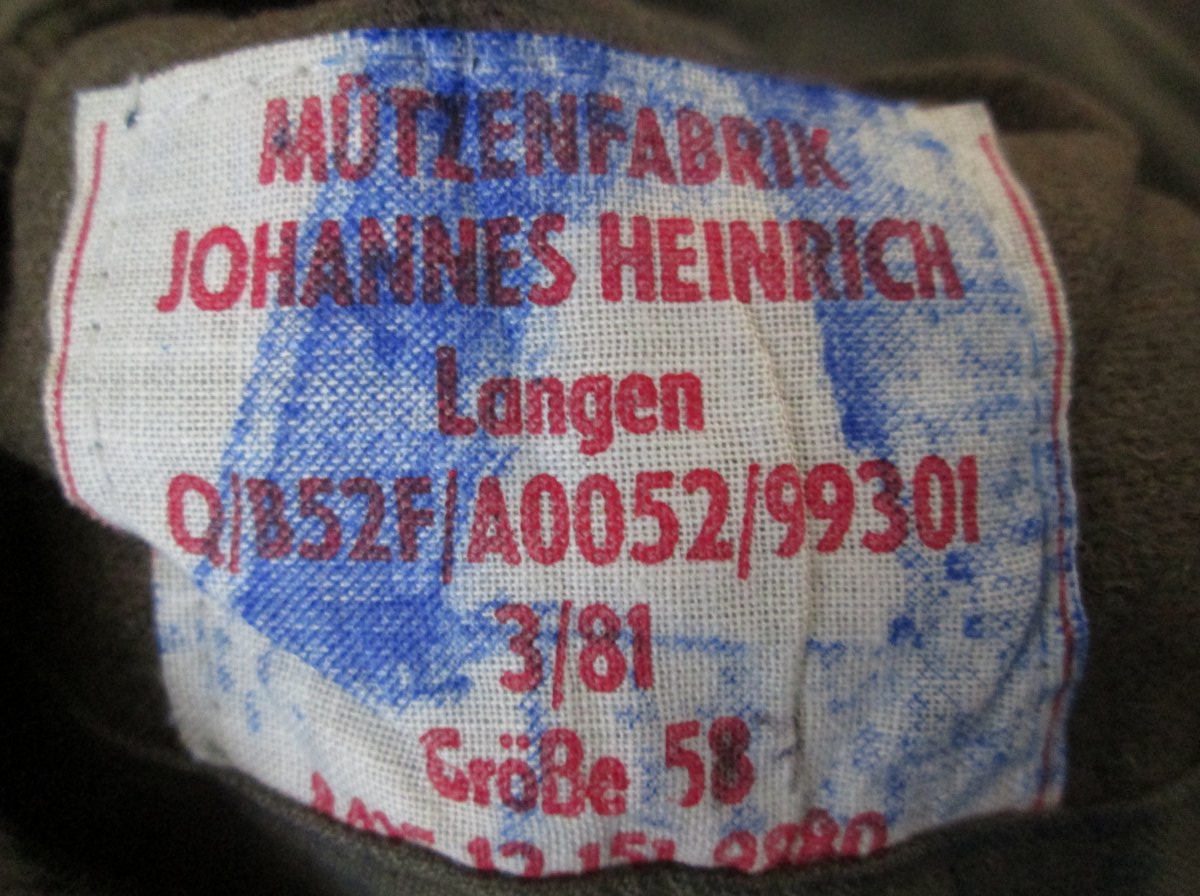 MÜTZENFABRIK
JOHANNES HEINRICH
Langen
Q/B52F/A0052/99301
3/81
Größe 58